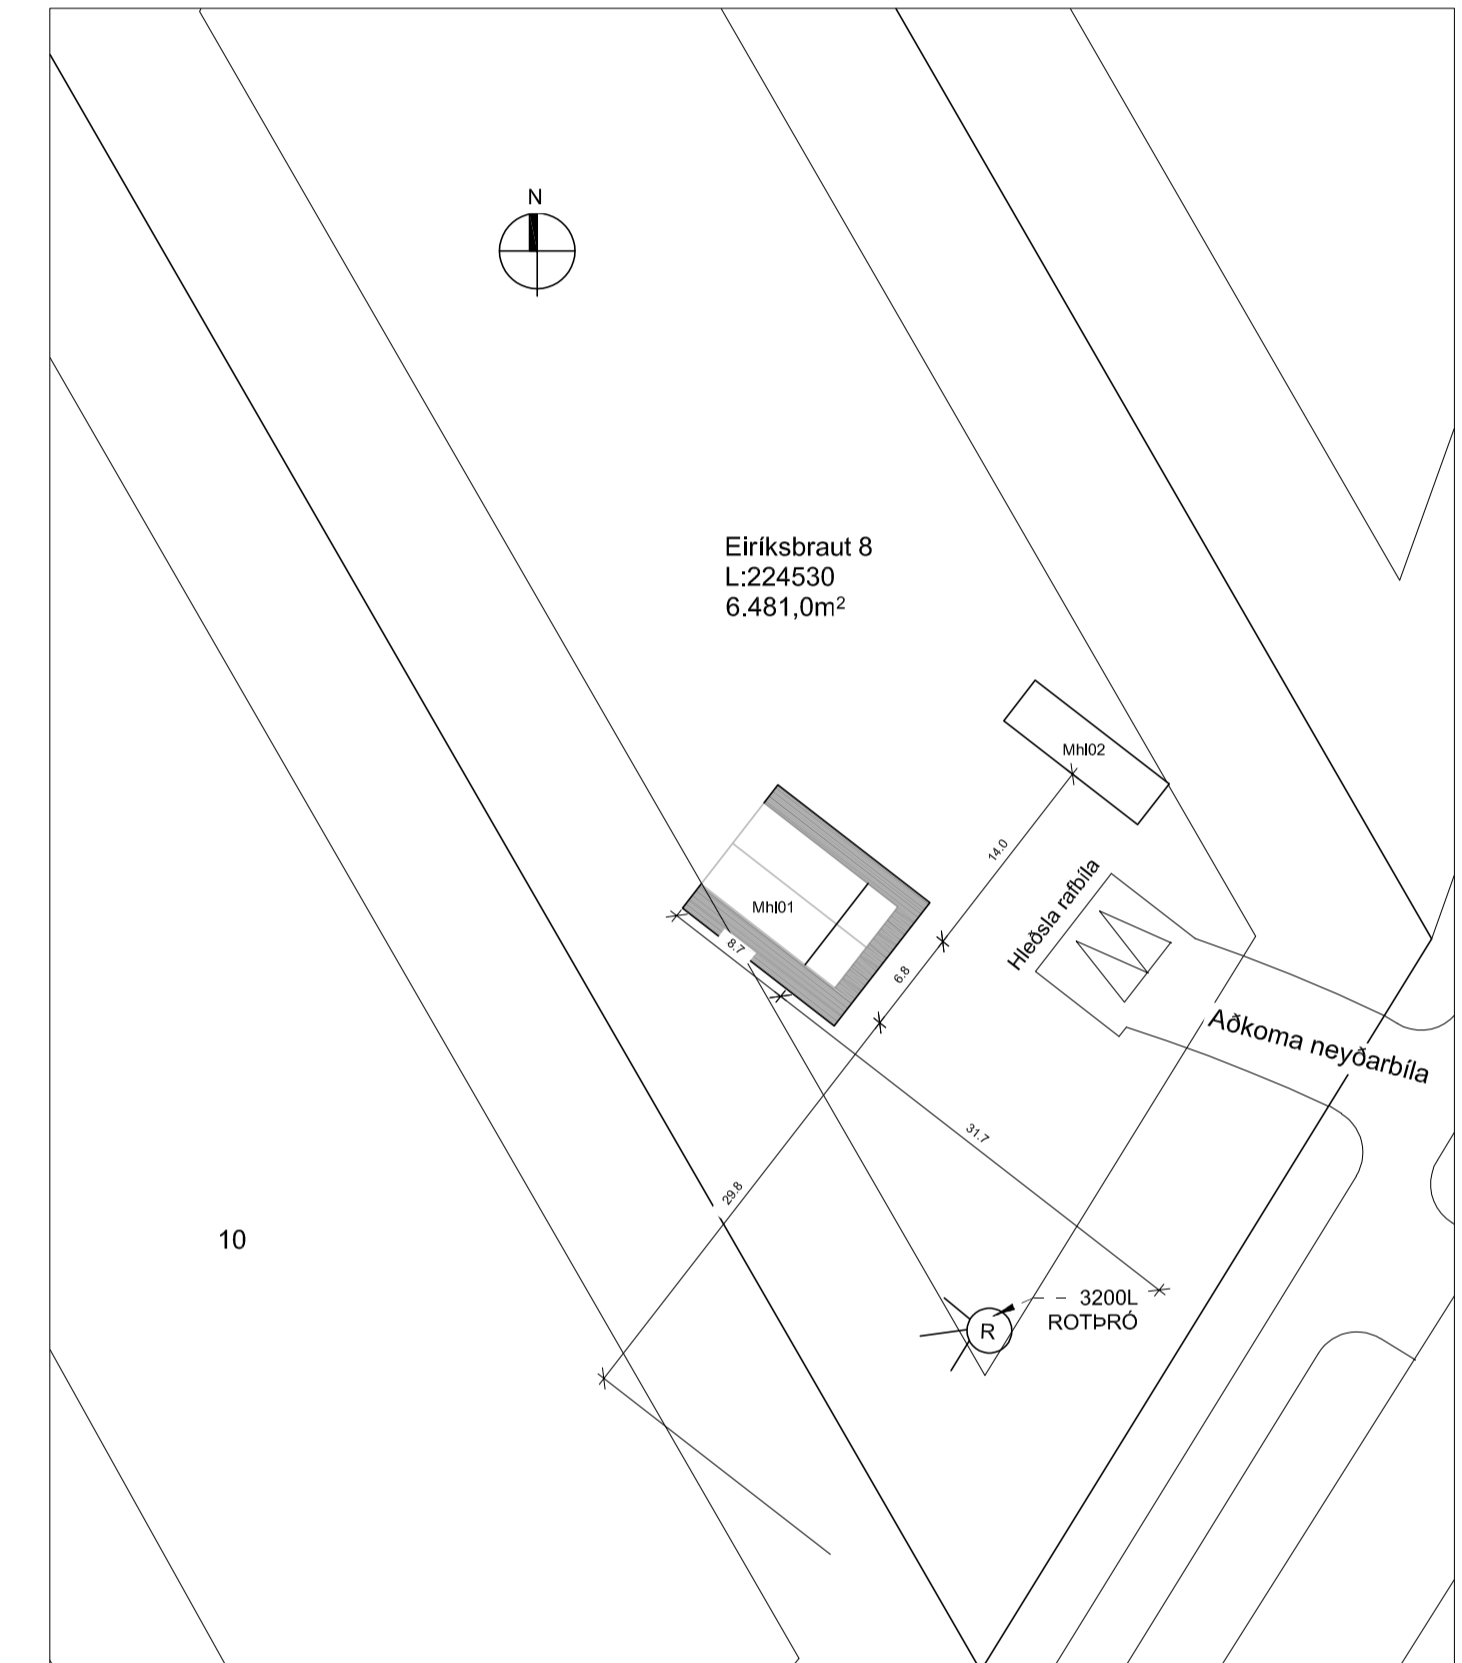 N
Eiríksbraut 8
L:224530
6.481,0m²
Mhl02
14.0
Hleðsla rafbíla
Mhl01
8.7
6.8
Aðkoma neyðarbíla
31.7
29.8
10
3200L
ROTÞRÓ
R